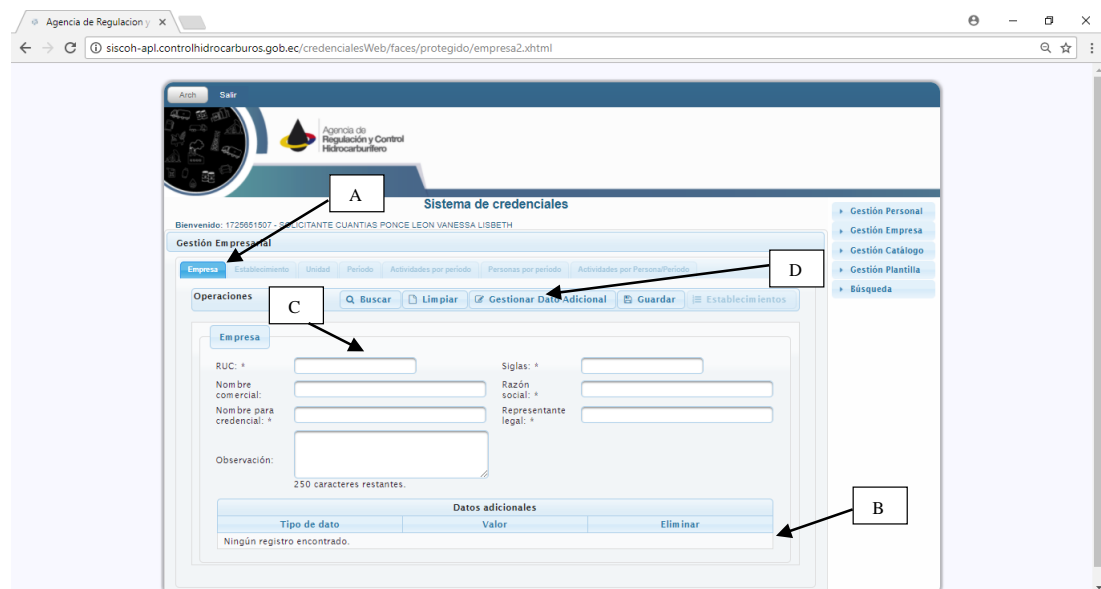 Agencia de Regulacion y
siscoh-apl.controlhidrocarburos.gob.ec/credencialesWeb/faces/protegido/empresa2.xhtml
Arch Salir
Agencia de
Regulación y Control
Hidrocarburífero
A
Sistema de credenciales
Bienvenido: 1725651507 - SOLICITANTE CUANTIAS PONCE LEON VANESSA LISBETH
Gestión Personal
Gestión Empresa
Gestión Catálogo
Gestión Plantilla
Búsqueda
Gestión Empresarial
Empresa Establecimiento Unidad Periodo Actividades por periodo Personas por periodo Actividades por Persona/Periodo
D
Operaciones
C
Buscar Limpiar Gestionar Dato Adicional Guardar Establecimientos
Empresa
RUC: * Siglas: *
Nombre comercial: Razón social: *
Nombre para credencial: * Representante legal: *
Observación:
250 caracteres restantes.
Datos adicionales
Tipo de dato Valor Eliminar
Ningún registro encontrado.
B